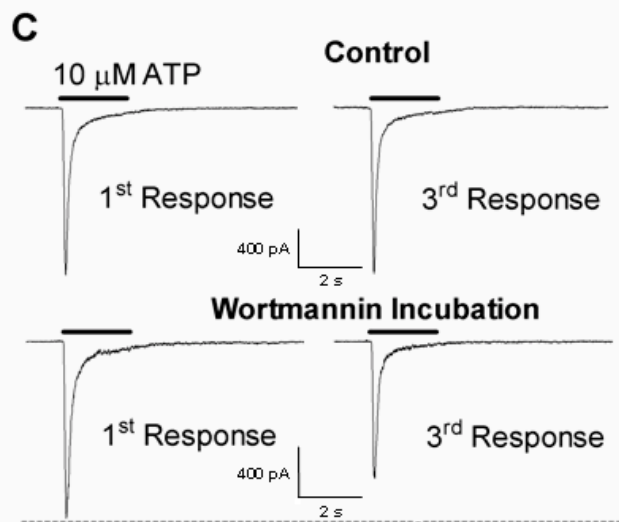 C
Control
10 μM ATP
1st Response
3rd Response
400 pA
2 s
Wortmannin Incubation
1st Response
3rd Response
400 pA
2 s